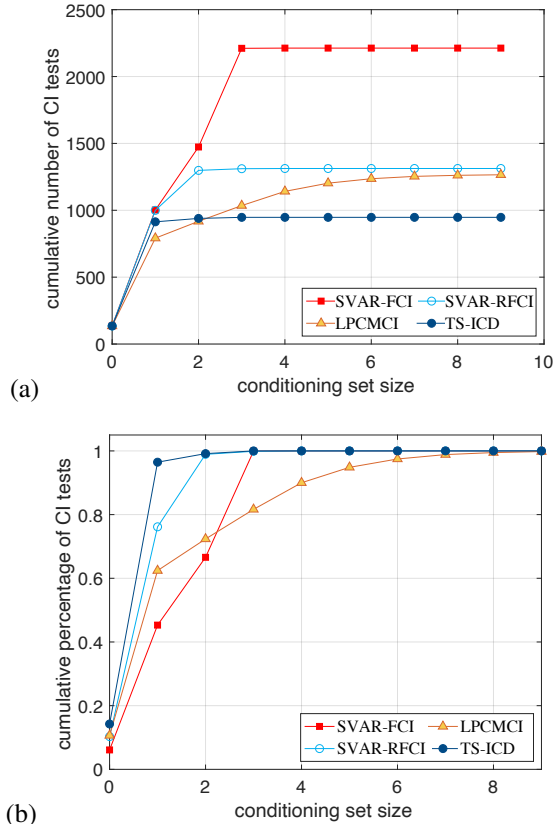 2500
2000
1500
1000
500
0
cumulative number of CI tests
0 2 4 6 8 10
conditioning set size
SVAR-FCI SVAR-RFCI
LPCMCI TS-ICD
(a)
1
0.8
0.6
0.4
0.2
0
cumulative percentage of CI tests
0 2 4 6 8
conditioning set size
SVAR-FCI LPCMCI
SVAR-RFCI TS-ICD
(b)